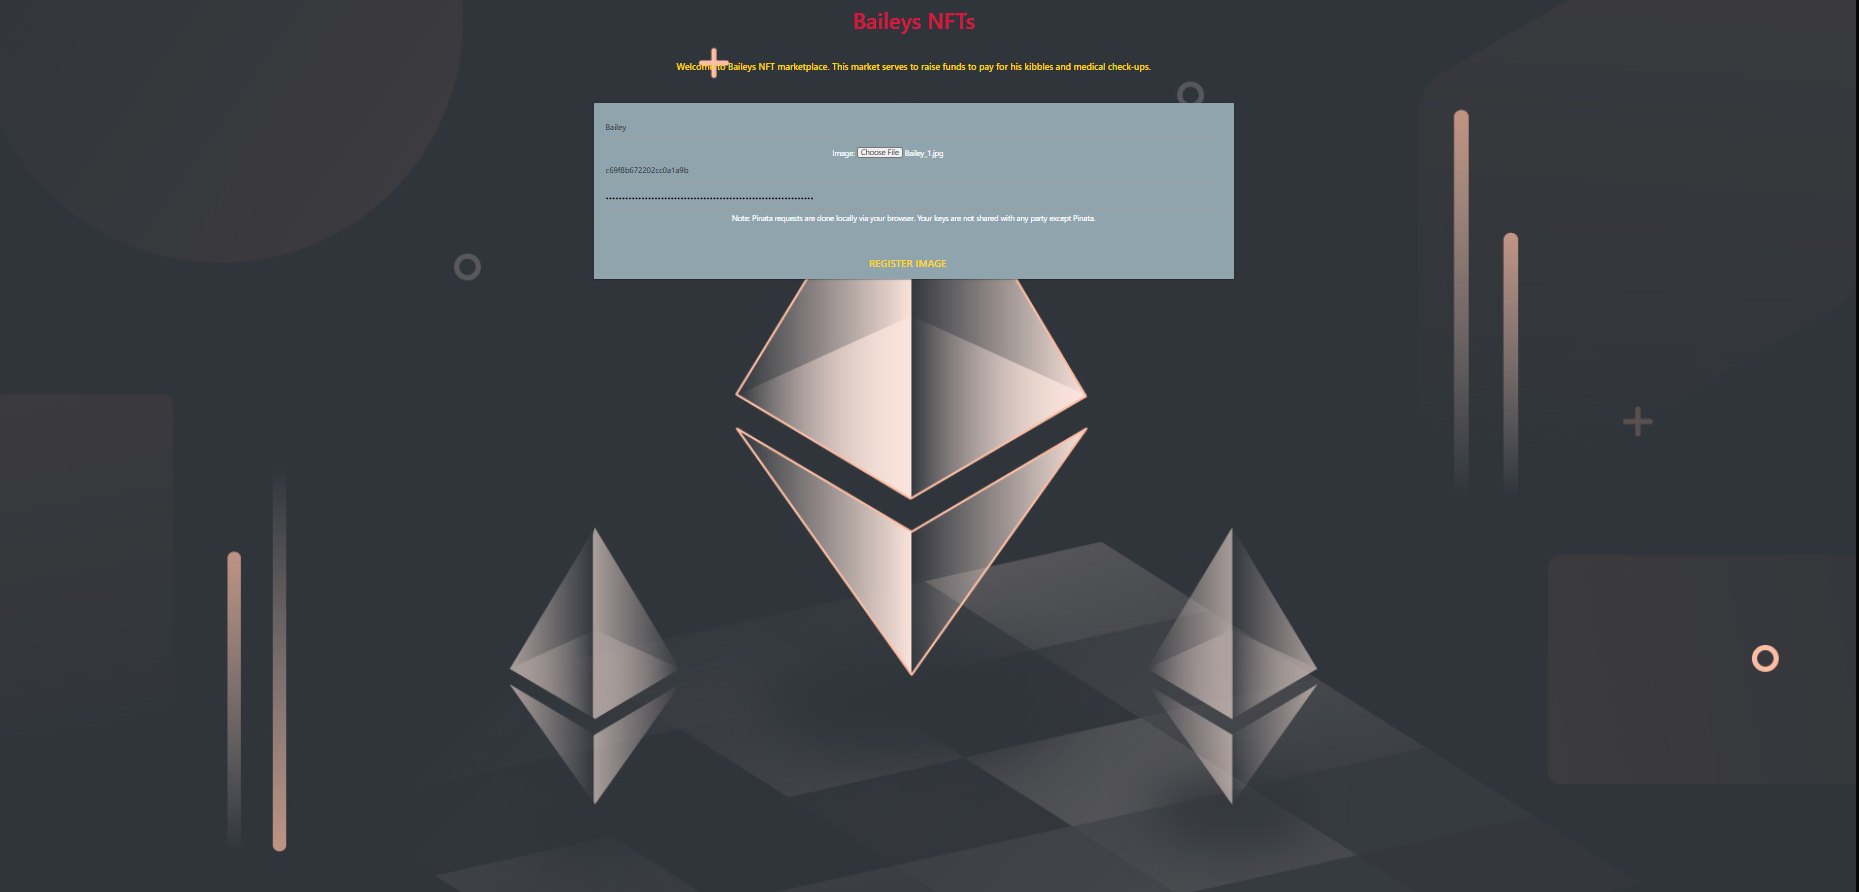 Baileys NFTs
Welcome to Baileys NFT marketplace. This market serves to raise funds to pay for his kibbles and medical check-ups.
Bailey
Image: Choose File Bailey_1.jpg
c69f8b672202cc0a1a9b
Note: Pinata requests are done locally via your browser. Your keys are not shared with any party except Pinata.
REGISTER IMAGE